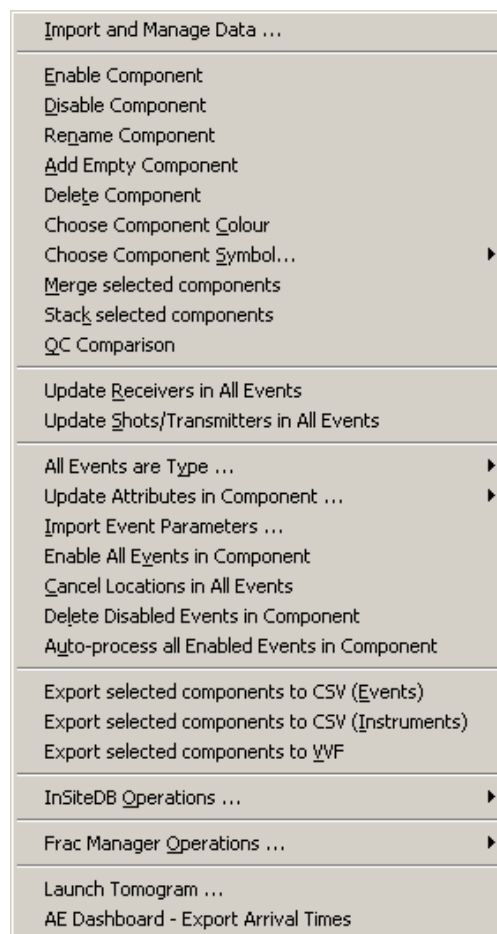 Import and Manage Data ...
Enable Component
Disable Component
Rename Component
Add Empty Component
Delete Component
Choose Component Colour
Choose Component Symbol...
Merge selected components
Stack selected components
QC Comparison
Update Receivers in All Events
Update Shots/Transmitters in All Events
All Events are Type ...
Update Attributes in Component ...
Import Event Parameters ...
Enable All Events in Component
Cancel Locations in All Events
Delete Disabled Events in Component
Auto-process all Enabled Events in Component
Export selected components to CSV (Events)
Export selected components to CSV (Instruments)
Export selected components to VVF
InSiteDB Operations ...
Frac Manager Operations ...
Launch Tomogram ...
AE Dashboard - Export Arrival Times